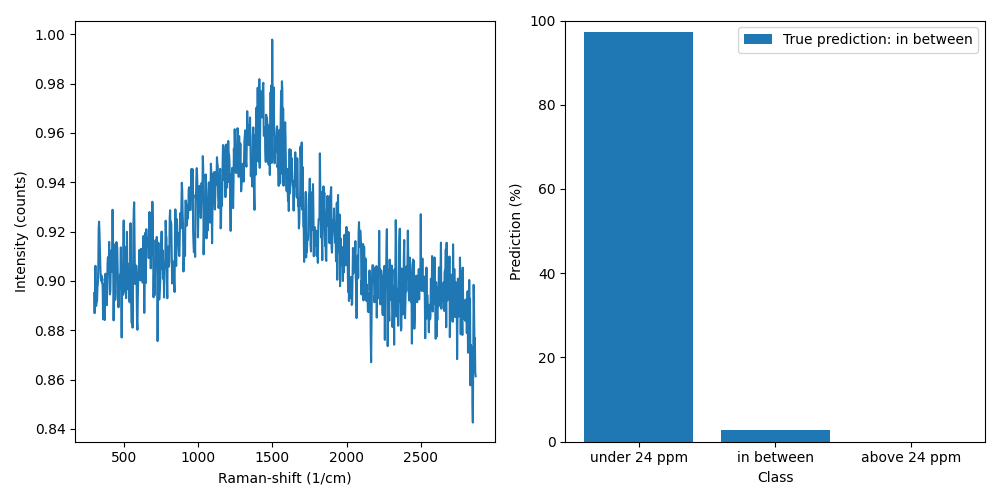 1.00
0.98
0.96
0.94
0.92
0.90
0.88
0.86
0.84
Intensity (counts)
500 1000 1500 2000 2500
Raman-shift (1/cm)
100
80
60
40
20
0
Prediction (%)
True prediction: in between
under 24 ppm in between above 24 ppm
Class